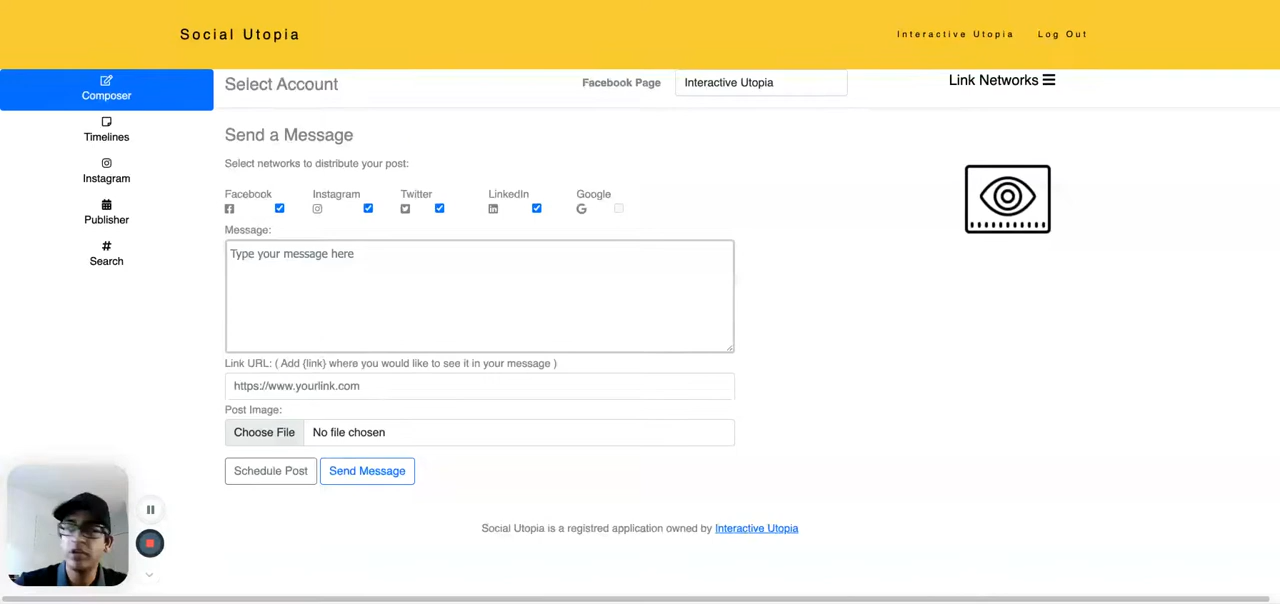 Social Utopia
Interactive Utopia Log Out
Composer
Timelines
Instagram
Publisher
#
Search
Select Account
Facebook Page Interactive Utopia
Link Networks
Send a Message
Select networks to distribute your post:
Facebook Instagram Twitter LinkedIn Google
Message:
Type your message here
Link URL: ( Add {link} where you would like to see it in your message )
https://www.yourlink.com
Post Image:
Choose File No file chosen
Schedule Post Send Message
Social Utopia is a registred application owned by Interactive Utopia